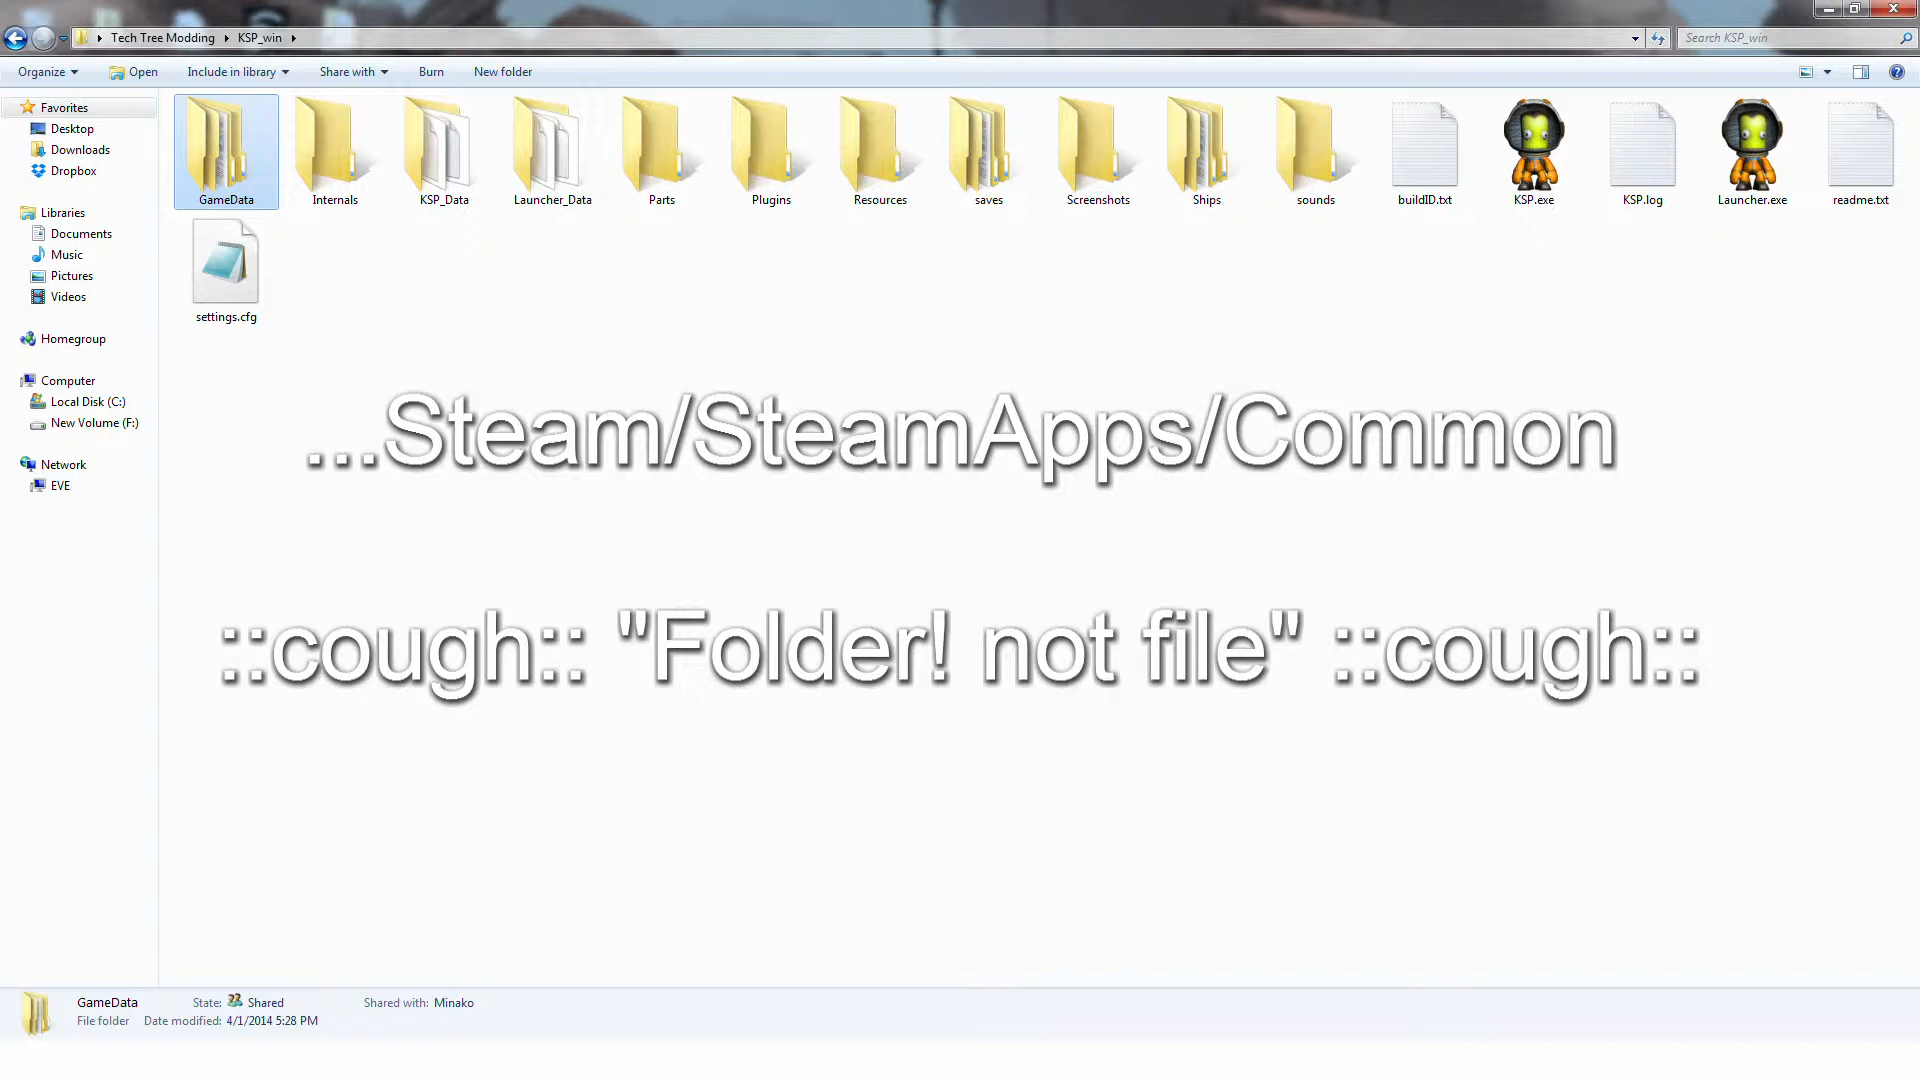 Tech Tree Modding KSP_win
Search KSP_win
Organize Open Include in library Share with Burn New folder
Favorites
Desktop
Downloads
Dropbox
Libraries
Documents
Music
Pictures
Videos
Homegroup
Computer
Local Disk (C:)
New Volume (F:)
Network
EVE
GameData Internals KSP_Data Launcher_Data Parts Plugins Resources saves Screenshots Ships sounds buildID.txt KSP.exe KSP.log Launcher.exe readme.txt
settings.cfg
...Steam/SteamApps/Common
::cough:: "Folder! not file" ::cough::
GameData State: Shared Shared with: Minako
File folder Date modified: 4/1/2014 5:28 PM